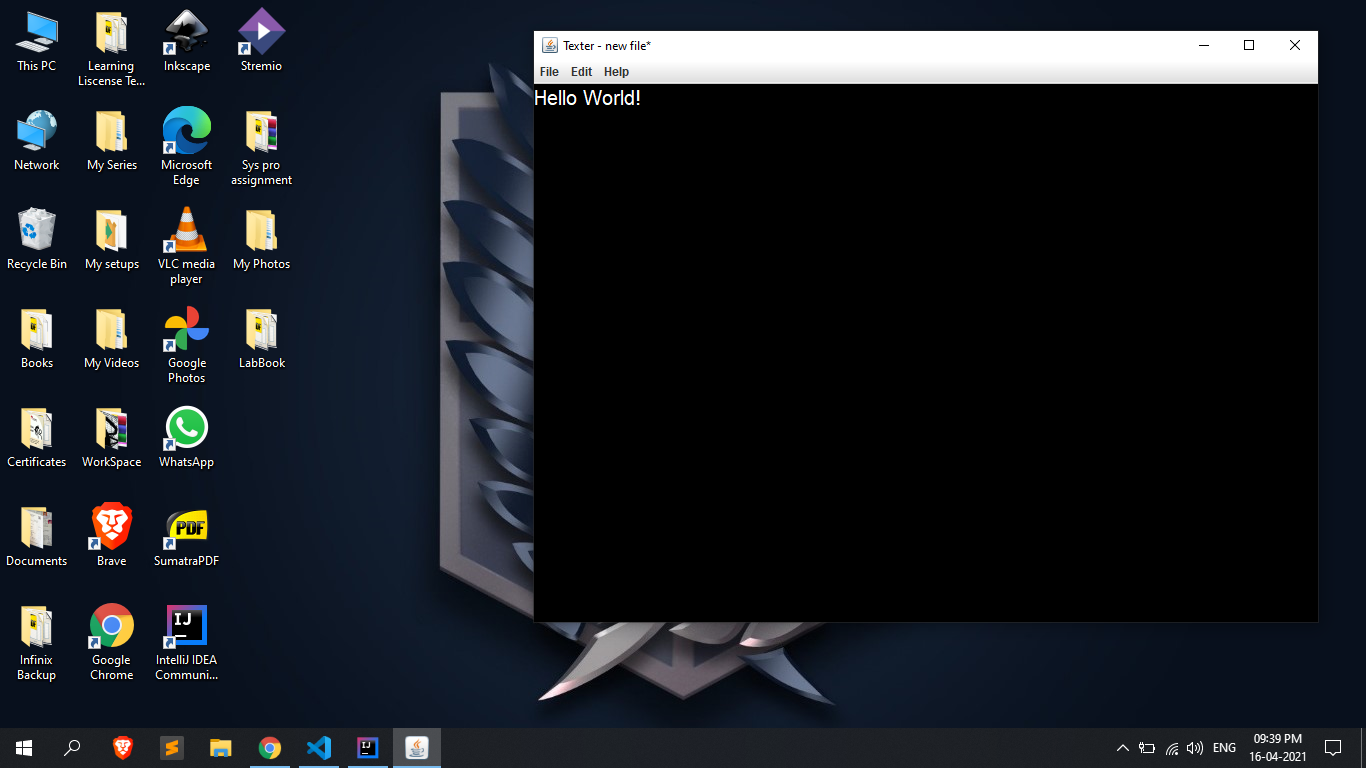 This PC
Learning
Liscense Te...
Inkscape
Stremio
Network
My Series
Microsoft
Edge
Sys pro
assignment
Recycle Bin
My setups
VLC media
player
My Photos
Books
My Videos
Google
Photos
LabBook
Certificates
WorkSpace
WhatsApp
Documents
Brave
PDF
SumatraPDF
Infinix
Backup
Google
Chrome
IJ
IntelliJ IDEA
Communi...
Texter - new file*
File Edit Help
Hello World!
IJ
ENG
09:39 PM
16-04-2021